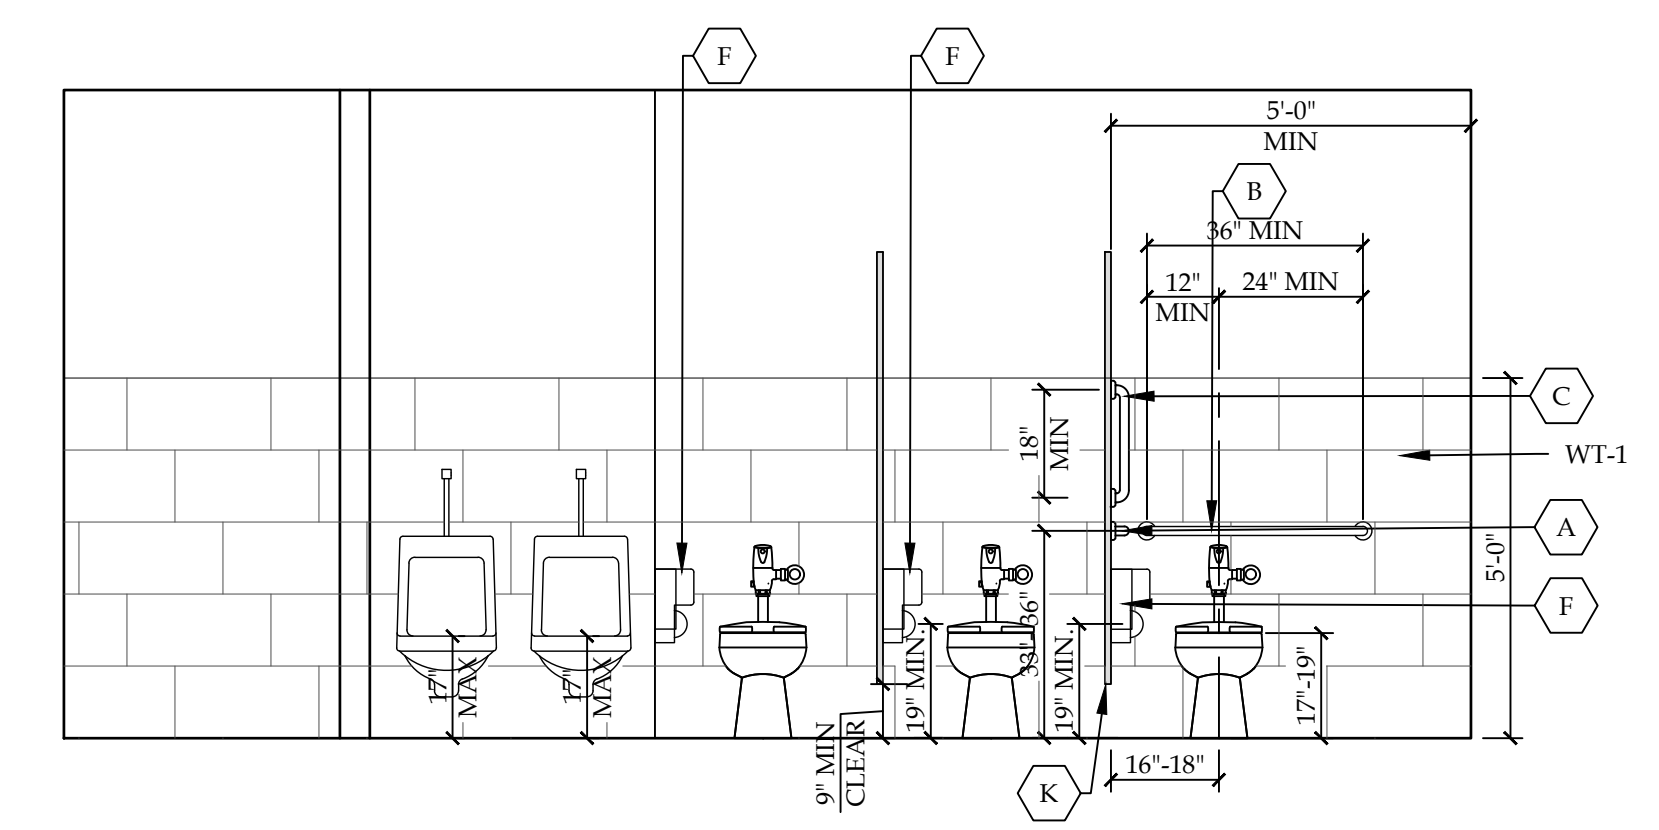 F
F
5'-0"
MIN
B
36" MIN
12"
MIN
24" MIN
C
18"
MIN
WT-1
A
5'-0"
F
33"-36"
19" MIN.
19" MIN.
17"-19"
17"
MAX
17"
MAX
9" MIN
CLEAR
16"-18"
K